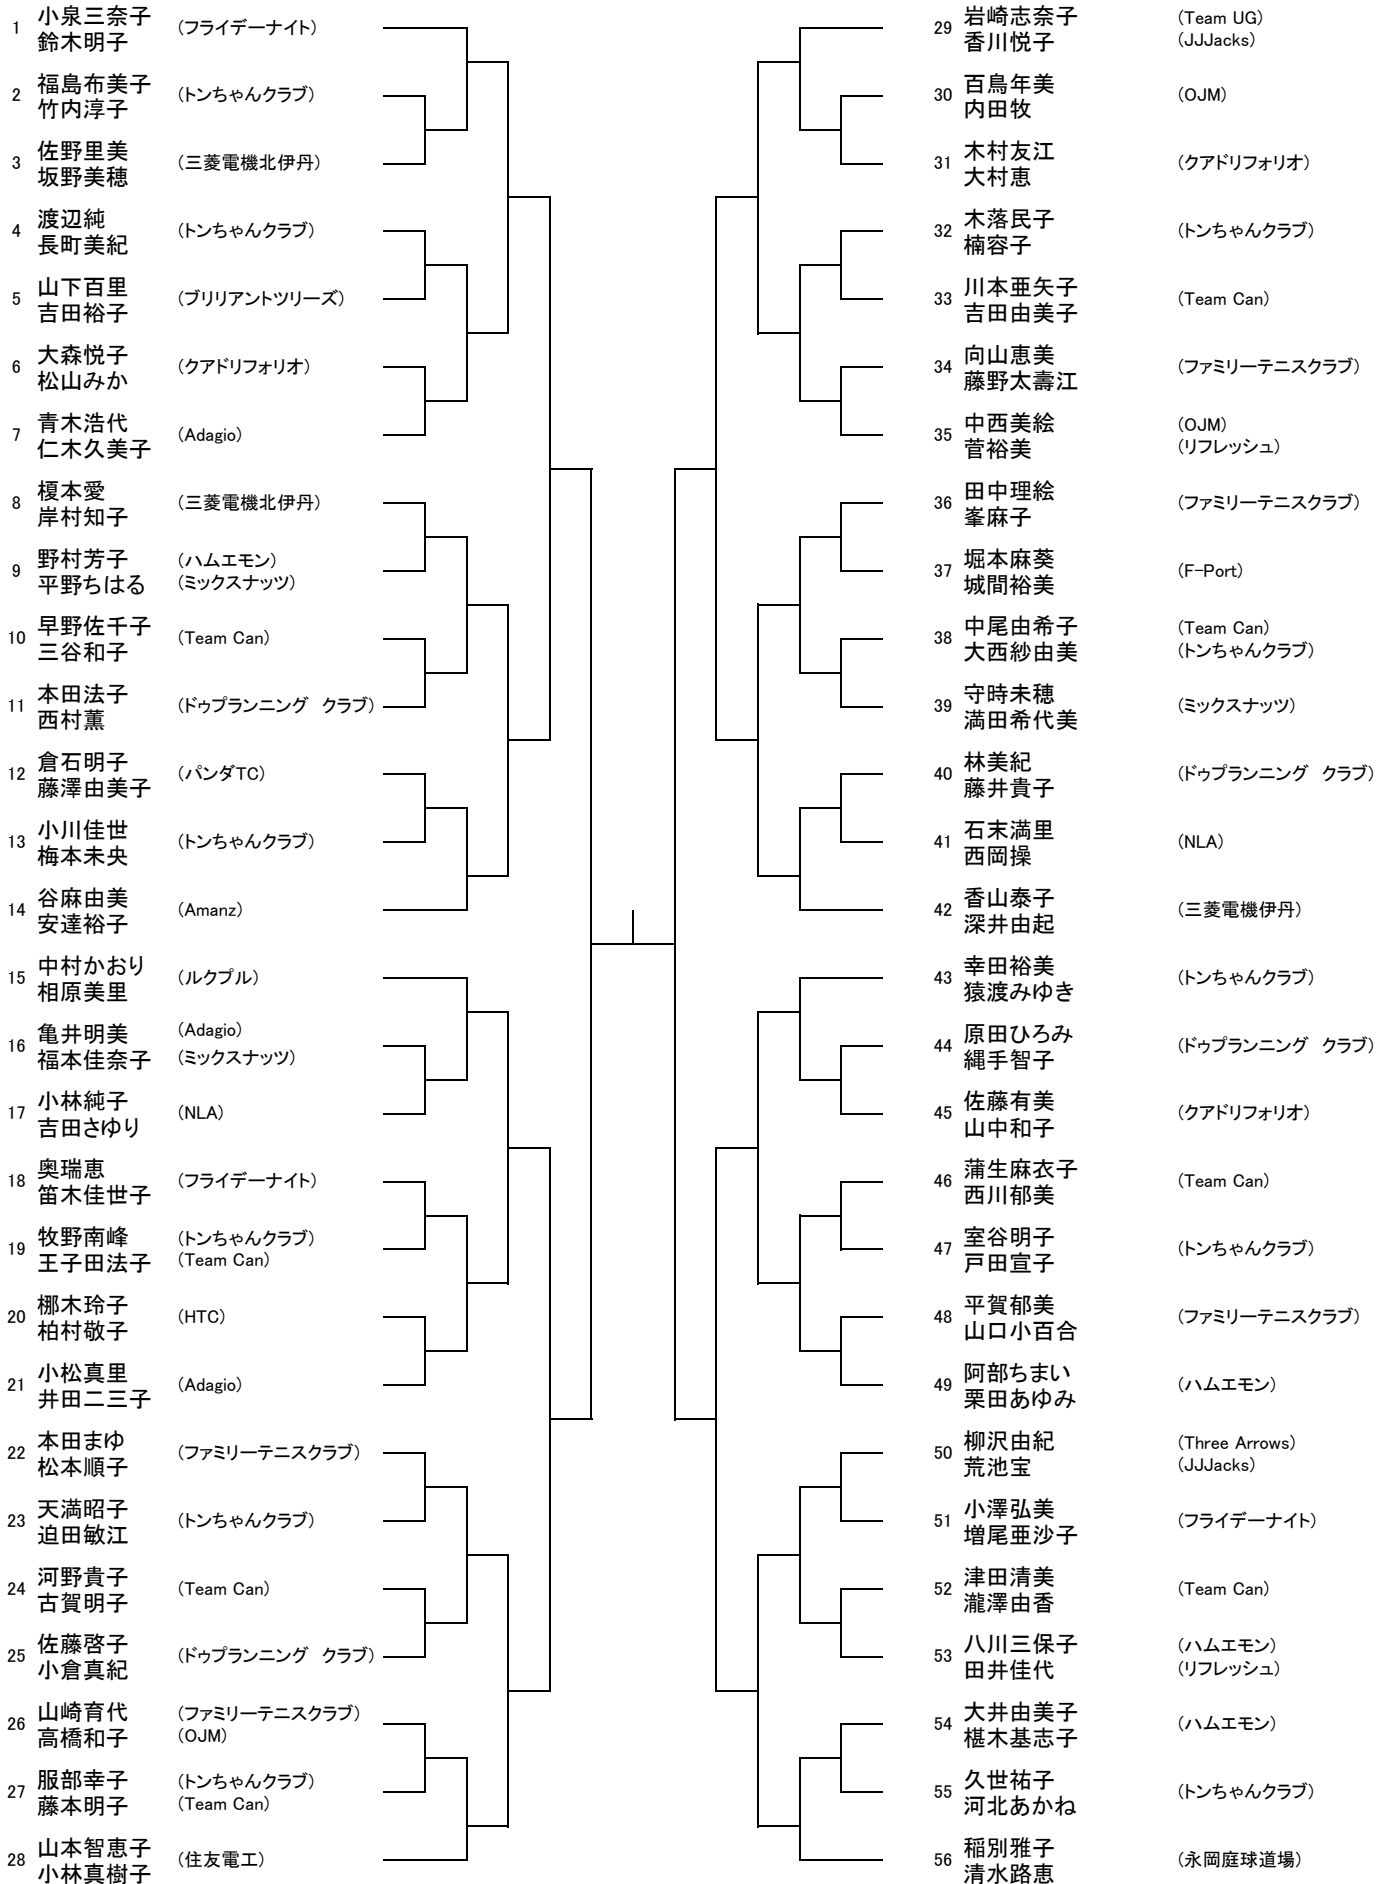 1 小泉三奈子 (フライデーナイト)
鈴木明子
2 福島布美子 (トンちゃんクラブ)
竹内淳子
3 佐野里美 (三菱電機北伊丹)
坂野美穂
4 渡辺純 (トンちゃんクラブ)
長町美紀
5 山下百里 (ブリリアントツリーズ)
吉田裕子
6 大森悦子 (クアドリフォリオ)
松山みか
7 青木浩代 (Adagio)
仁木久美子
8 榎本愛 (三菱電機北伊丹)
岸村知子
9 野村芳子 (ハムエモン)
平野ちはる (ミックスナッツ)
10 早野佐千子 (Team Can)
三谷和子
11 本田法子 (ドゥプランニング クラブ)
西村薫
12 倉石明子 (パンダTC)
藤澤由美子
13 小川佳世 (トンちゃんクラブ)
梅本未央
14 谷麻由美 (Amanz)
安達裕子
15 中村かおり (ルクプル)
相原美里
16 亀井明美 (Adagio)
福本佳奈子 (ミックスナッツ)
17 小林純子 (NLA)
吉田さゆり
18 奥瑞恵 (フライデーナイト)
笛木佳世子
19 牧野南峰 (トンちゃんクラブ)
王子田法子 (Team Can)
20 梛木玲子 (HTC)
柏村敬子
21 小松真里 (Adagio)
井田二三子
22 本田まゆ (ファミリーテニスクラブ)
松本順子
23 天満昭子 (トンちゃんクラブ)
迫田敏江
24 河野貴子 (Team Can)
古賀明子
25 佐藤啓子 (ドゥプランニング クラブ)
小倉真紀
26 山崎育代 (ファミリーテニスクラブ)
高橋和子 (OJM)
27 服部幸子 (トンちゃんクラブ)
藤本明子 (Team Can)
28 山本智恵子 (住友電工)
小林真樹子
29 岩崎志奈子 (Team UG)
香川悦子 (JJJacks)
30 百鳥年美 (OJM)
内田牧
31 木村友江 (クアドリフォリオ)
大村恵
32 木落民子 (トンちゃんクラブ)
楠容子
33 川本亜矢子 (Team Can)
吉田由美子
34 向山恵美 (ファミリーテニスクラブ)
藤野太壽江
35 中西美絵 (OJM)
菅裕美 (リフレッシュ)
36 田中理絵 (ファミリーテニスクラブ)
峯麻子
37 堀本麻葵 (F-Port)
城間裕美
38 中尾由希子 (Team Can)
大西紗由美 (トンちゃんクラブ)
39 守時未穂 (ミックスナッツ)
満田希代美
40 林美紀 (ドゥプランニング クラブ)
藤井貴子
41 石末満里 (NLA)
西岡操
42 香山泰子 (三菱電機伊丹)
深井由起
43 幸田裕美 (トンちゃんクラブ)
猿渡みゆき
44 原田ひろみ (ドゥプランニング クラブ)
縄手智子
45 佐藤有美 (クアドリフォリオ)
山中和子
46 蒲生麻衣子 (Team Can)
西川郁美
47 室谷明子 (トンちゃんクラブ)
戸田宣子
48 平賀郁美 (ファミリーテニスクラブ)
山口小百合
49 阿部ちまい (ハムエモン)
栗田あゆみ
50 柳沢由紀 (Three Arrows)
荒池宝 (JJJacks)
51 小澤弘美 (フライデーナイト)
増尾亜沙子
52 津田清美 (Team Can)
瀧澤由香
53 八川三保子 (ハムエモン)
田井佳代 (リフレッシュ)
54 大井由美子 (ハムエモン)
椹木基志子
55 久世祐子 (トンちゃんクラブ)
河北あかね
56 稲別雅子 (永岡庭球道場)
清水路恵